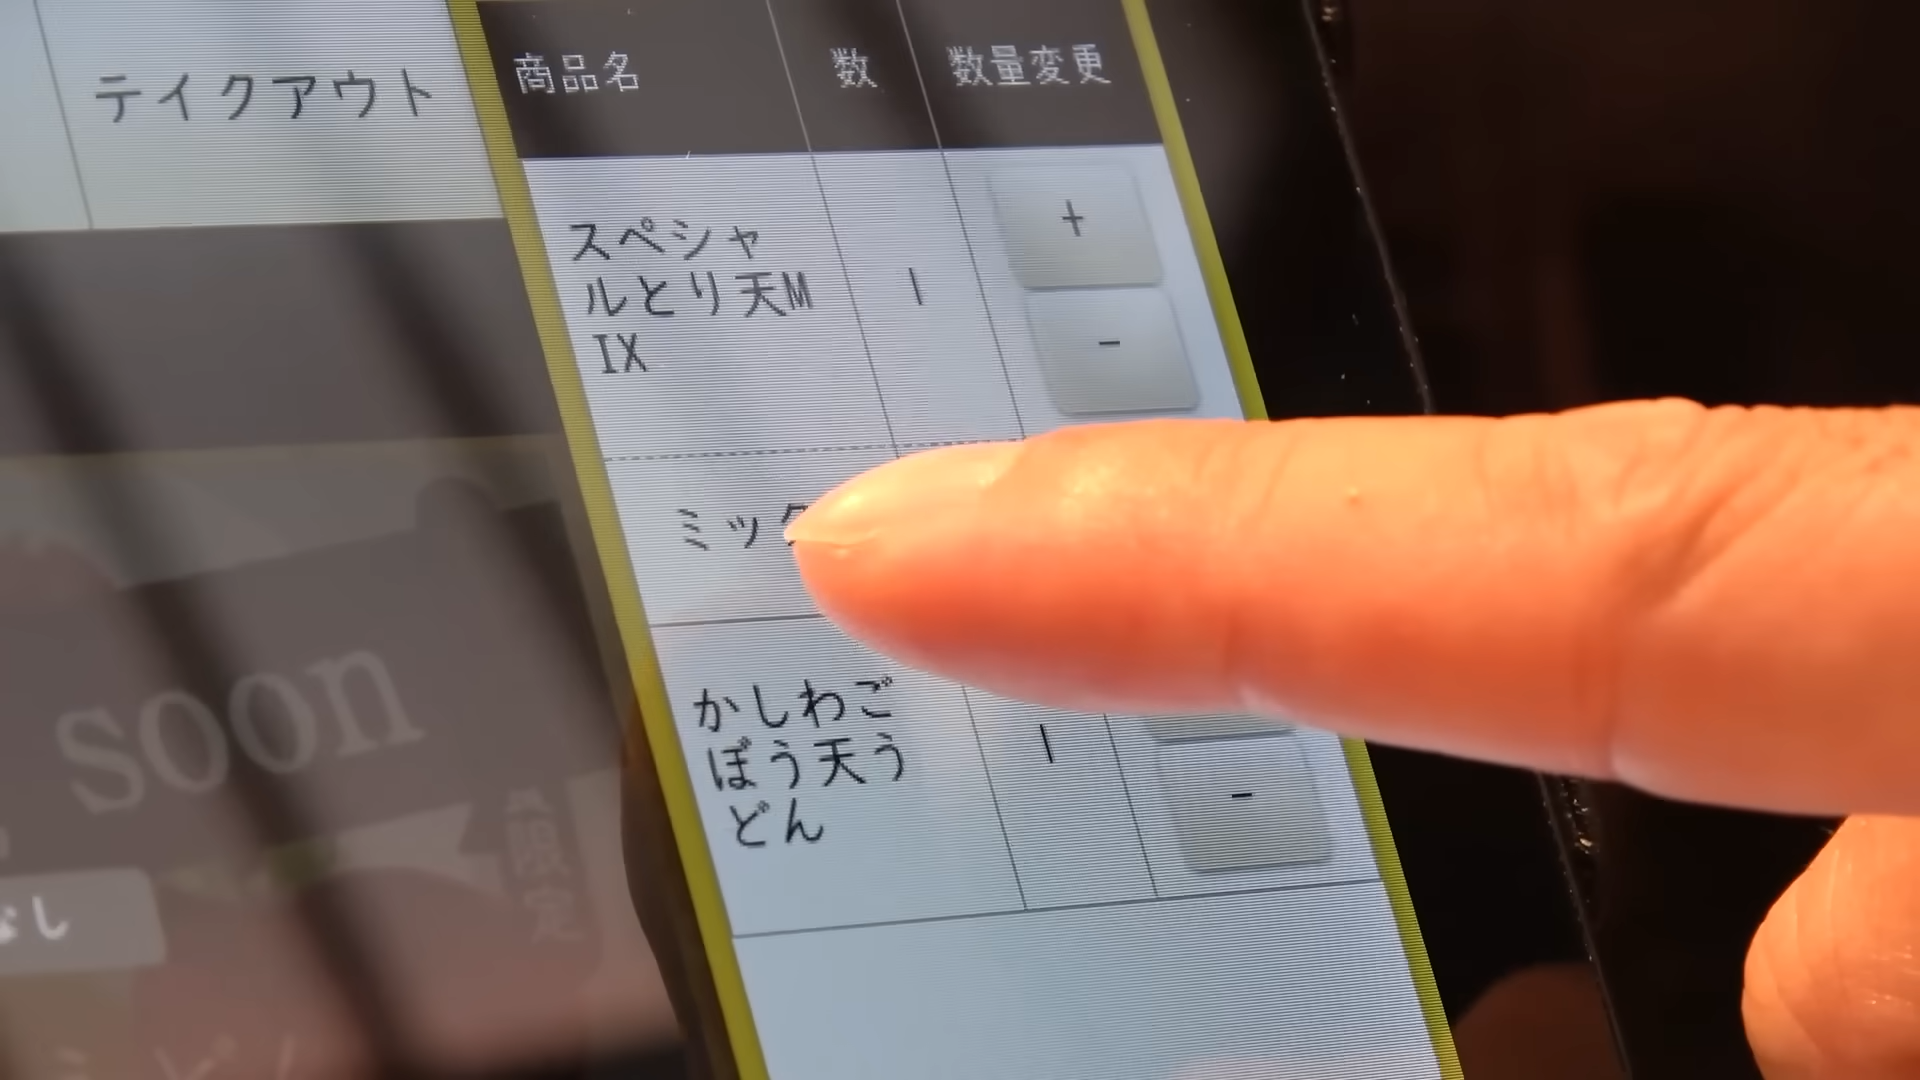 テイクアウト
商品名
数
数量変更
スペシャ
ルとり天M
IX
1
+
-
ミック
かしわご
ぼう天う
どん
1
-
soon
限定
なし